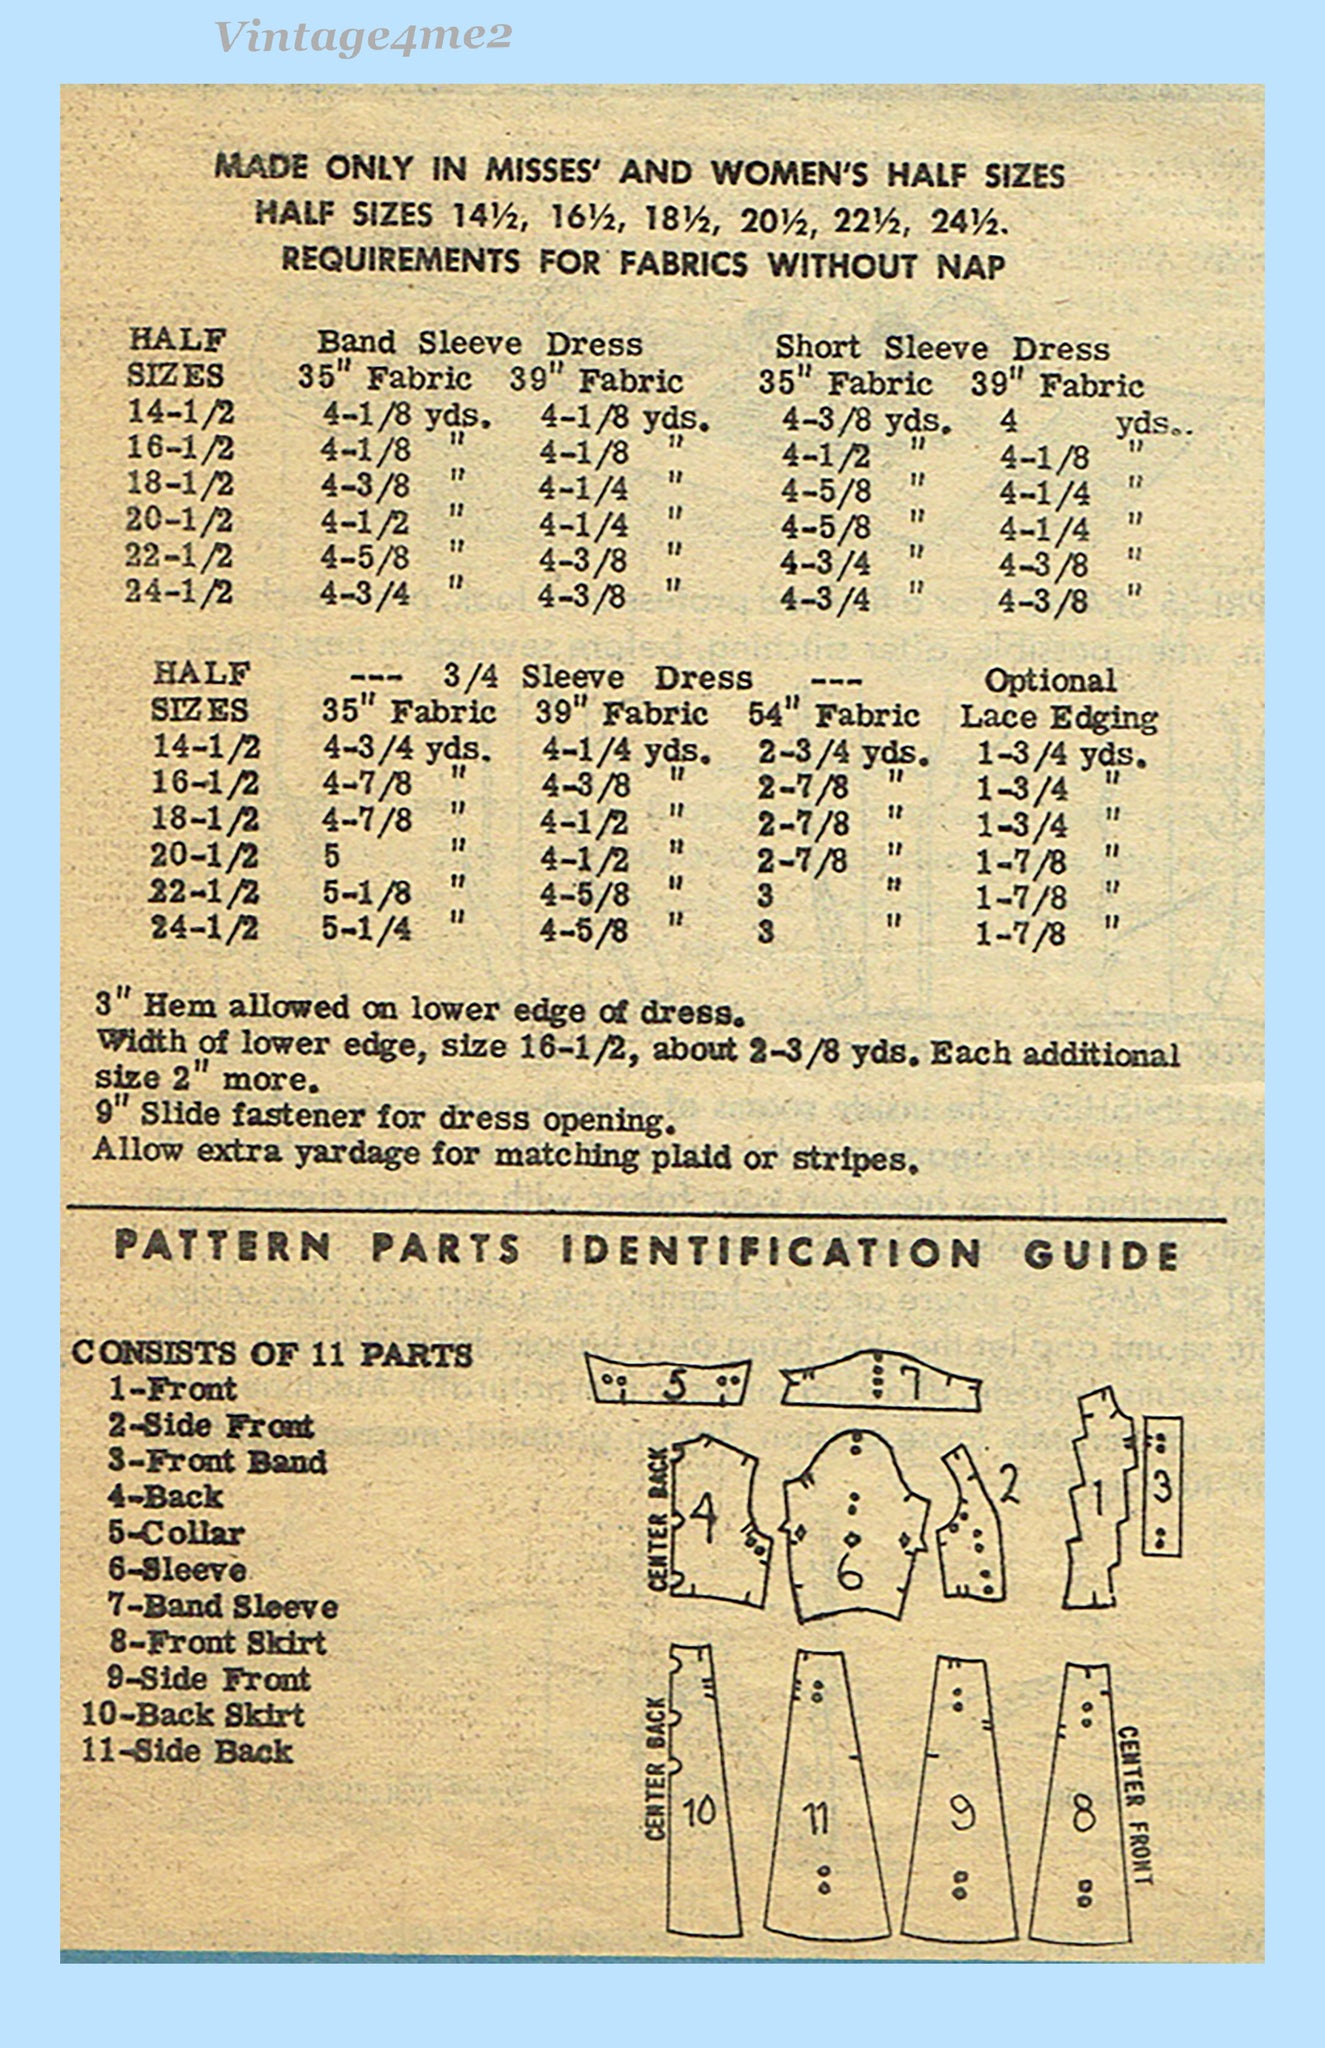 Vintage4me2
MADE ONLY IN MISSES' AND WOMEN'S HALF SIZES
HALF SIZES 14½, 16½, 18½, 20½, 22½, 24½.
REQUIREMENTS FOR FABRICS WITHOUT NAP
HALF Band Sleeve Dress Short Sleeve Dress
SIZES 35" Fabric 39" Fabric 35" Fabric 39" Fabric
14-1/2 4-1/8 yds. 4-1/8 yds. 4-3/8 yds. 4 yds..
16-1/2 4-1/8 " 4-1/8 " 4-1/2 " 4-1/8 "
18-1/2 4-3/8 " 4-1/4 " 4-5/8 " 4-1/4 "
20-1/2 4-1/2 " 4-1/4 " 4-5/8 " 4-1/4 "
22-1/2 4-5/8 " 4-3/8 " 4-3/4 " 4-3/8 "
24-1/2 4-3/4 " 4-3/8 " 4-3/4 " 4-3/8 "
HALF --- 3/4 Sleeve Dress --- Optional
SIZES 35" Fabric 39" Fabric 54" Fabric Lace Edging
14-1/2 4-3/4 yds. 4-1/4 yds. 2-3/4 yds. 1-3/4 yds.
16-1/2 4-7/8 " 4-3/8 " 2-7/8 " 1-3/4 "
18-1/2 4-7/8 " 4-1/2 " 2-7/8 " 1-3/4 "
20-1/2 5 " 4-1/2 " 2-7/8 " 1-7/8 "
22-1/2 5-1/8 " 4-5/8 " 3 " 1-7/8 "
24-1/2 5-1/4 " 4-5/8 " 3 " 1-7/8 "
3" Hem allowed on lower edge of dress.
Width of lower edge, size 16-1/2, about 2-3/8 yds. Each additional
size 2" more.
9" Slide fastener for dress opening.
Allow extra yardage for matching plaid or stripes.
PATTERN PARTS IDENTIFICATION GUIDE
CONSISTS OF 11 PARTS
1-Front
2-Side Front
3-Front Band
4-Back
5-Collar
6-Sleeve
7-Band Sleeve
8-Front Skirt
9-Side Front
10-Back Skirt
11-Side Back
5 7
CENTER BACK 4 6 2 1 3
CENTER BACK 10 11 9 8 CENTER FRONT